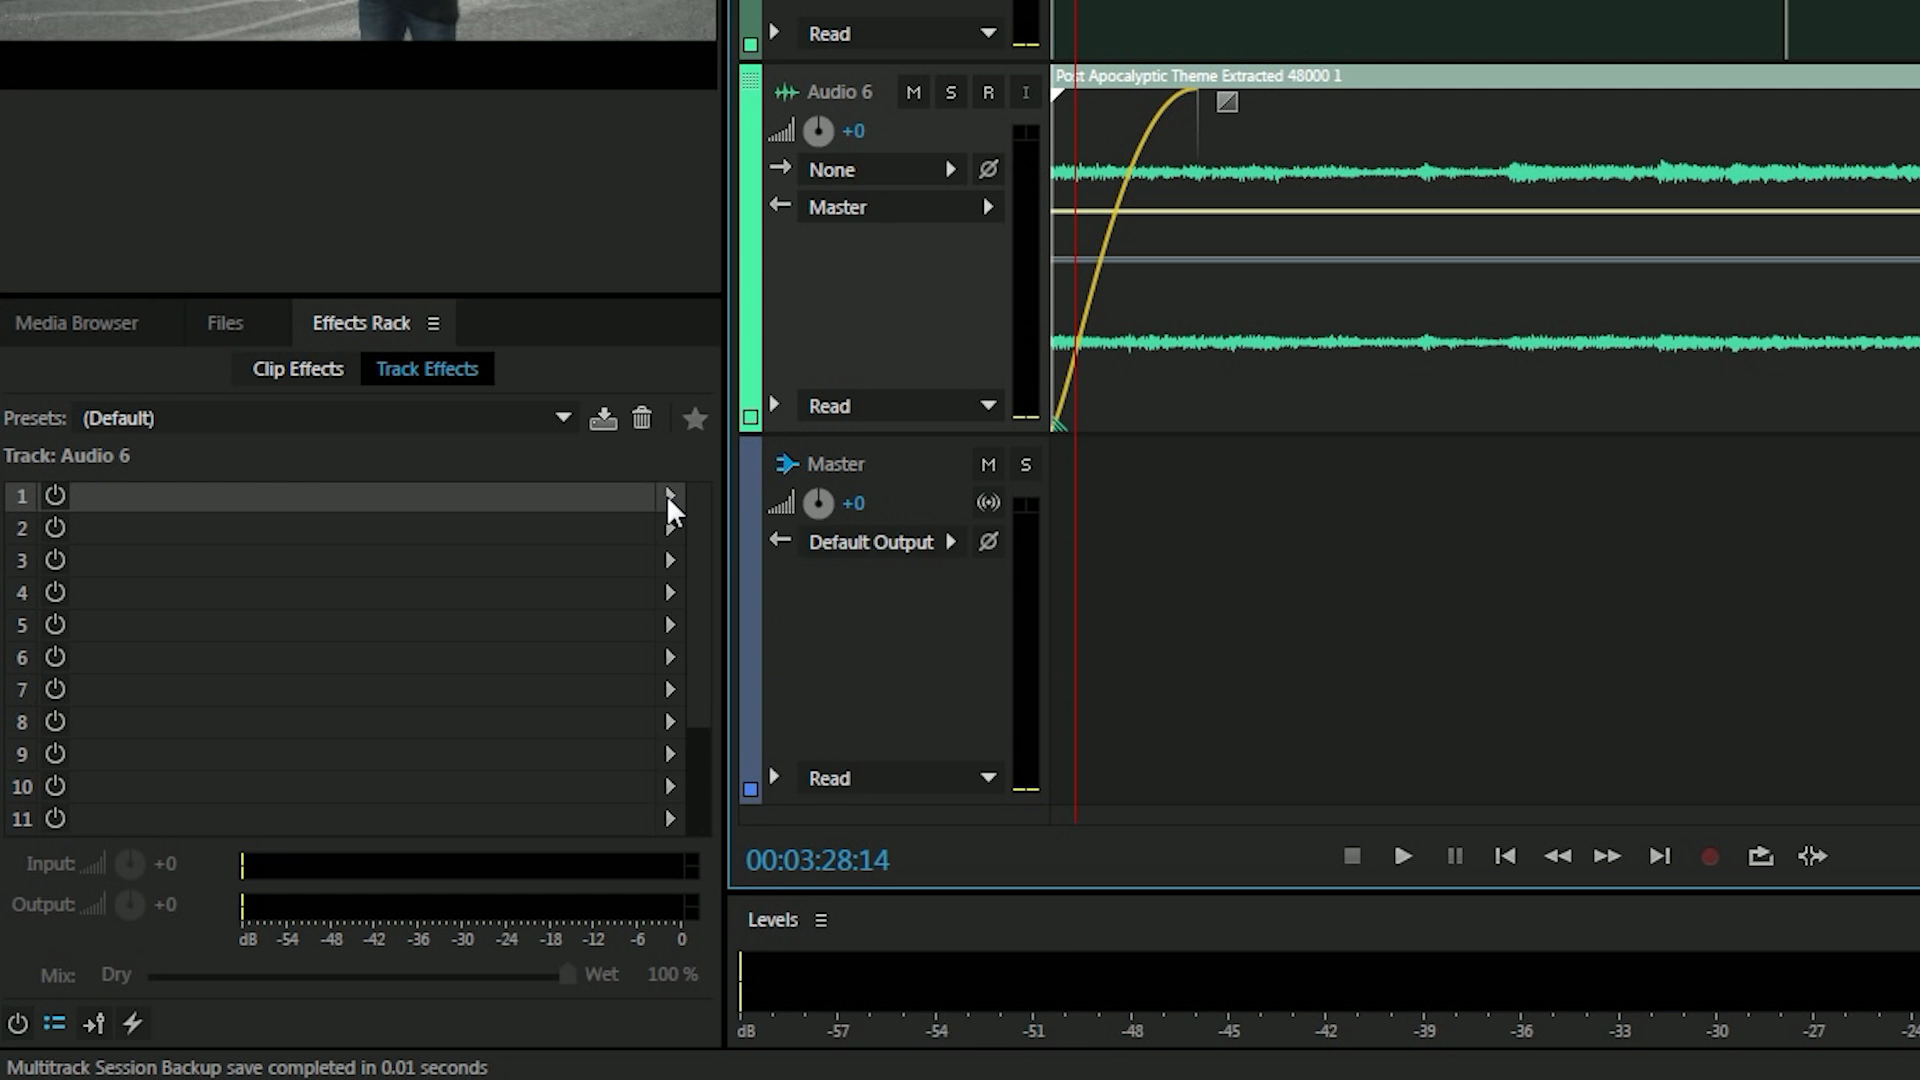 Read
Post Apocalyptic Theme Extracted 48000 1
Audio 6 M S R I
+0
None
Master
Read
Media Browser Files Effects Rack
Clip Effects Track Effects
Presets: (Default)
Track: Audio 6
1
2
3
4
5
6
7
8
9
10
11
Input: +0
Output: +0
dB -54 -48 -42 -36 -30 -24 -18 -12 -6 0
Mix: Dry Wet 100 %
Master M S
+0
Default Output
Read
00:03:28:14
Levels
dB -57 -54 -51 -48 -45 -42 -39 -36 -33 -30 -27 -24
Multitrack Session Backup save completed in 0.01 seconds